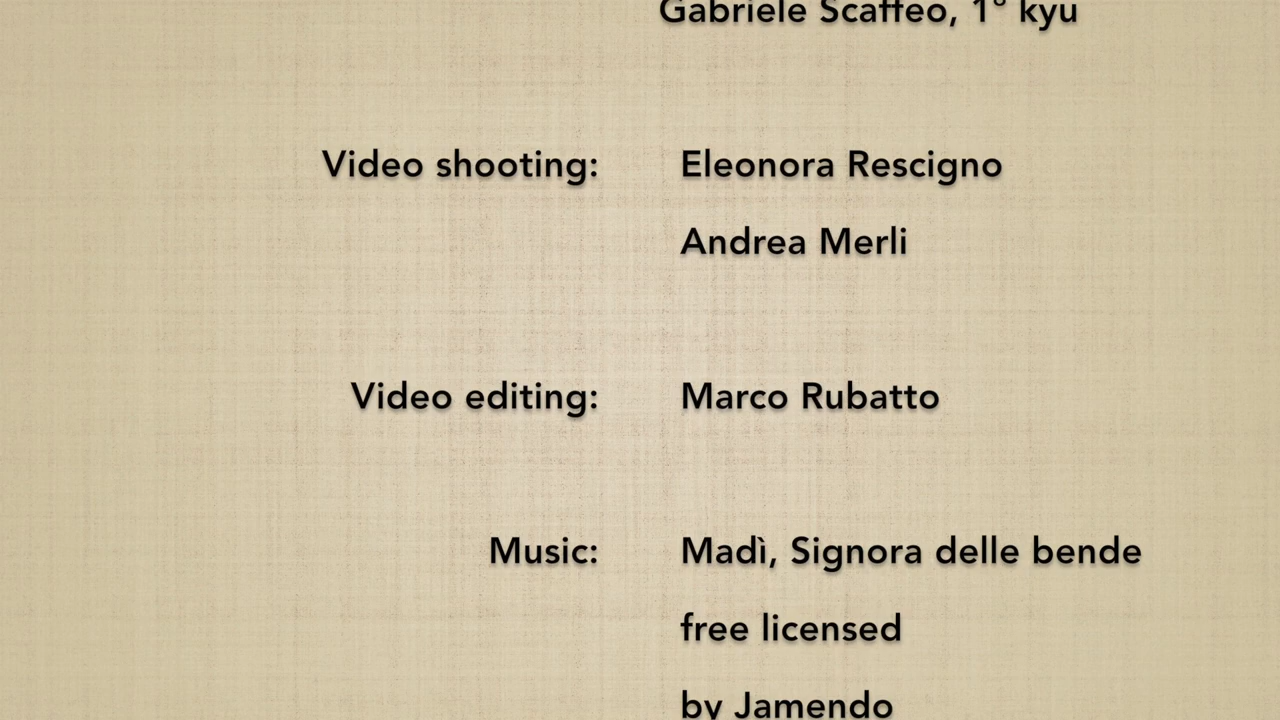 Gabriele Scaffeo, 1° kyu
Video shooting: Eleonora Rescigno
Andrea Merli
Video editing: Marco Rubatto
Music: Madì, Signora delle bende
free licensed
by Jamendo